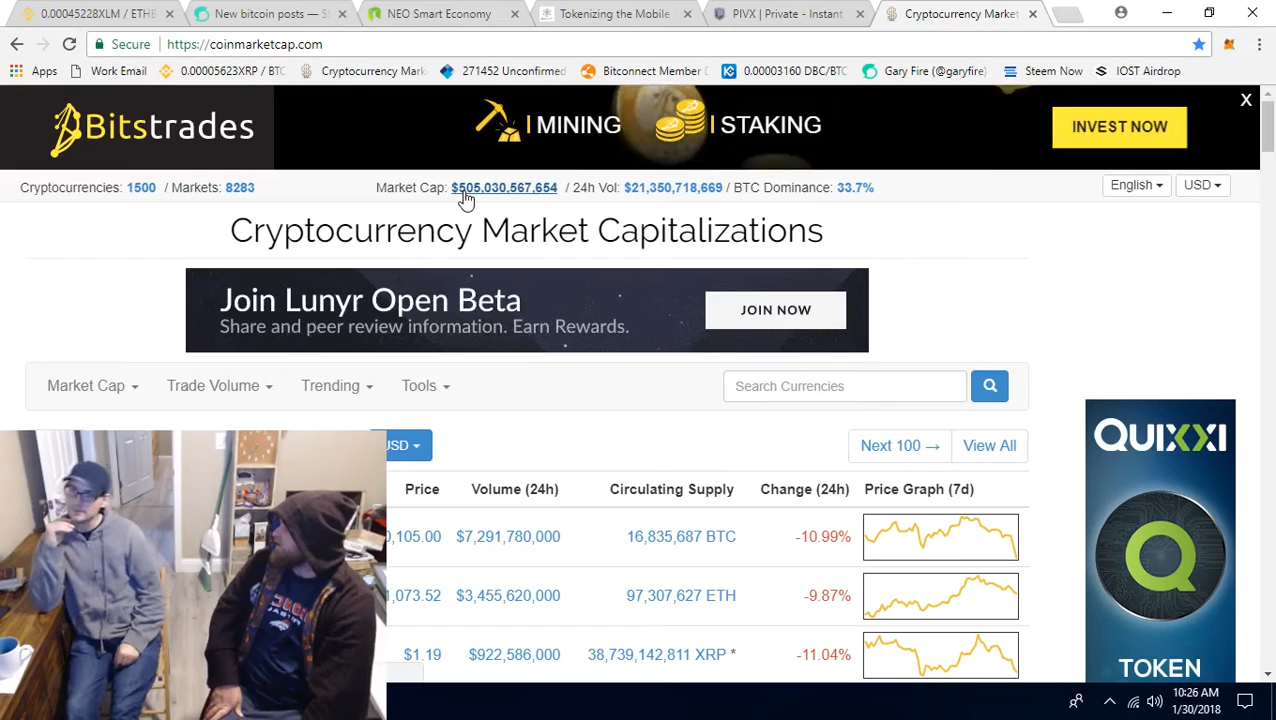 0.00045228XLM / ETH
New bitcoin posts — S
NEO Smart Economy
Tokenizing the Mobile
PIVX | Private - Instant
Cryptocurrency Market
Secure
https://coinmarketcap.com
Apps
Work Email
0.00005623XRP / BTC
Cryptocurrency Mark
271452 Unconfirmed
Bitconnect Member D
0.00003160 DBC/BTC
Gary Fire (@garyfire)
Steem Now
IOST Airdrop
Bitstrades
MINING
STAKING
INVEST NOW
X
Cryptocurrencies: 1500 / Markets: 8283
Market Cap: $505,030,567,654 / 24h Vol: $21,350,718,669 / BTC Dominance: 33.7%
English
USD
Cryptocurrency Market Capitalizations
Join Lunyr Open Beta
Share and peer review information. Earn Rewards.
JOIN NOW
Market Cap
Trade Volume
Trending
Tools
Search Currencies
USD
Next 100 →
View All
Price Volume (24h) Circulating Supply Change (24h) Price Graph (7d)
0,105.00 $7,291,780,000 16,835,687 BTC -10.99%
1,073.52 $3,455,620,000 97,307,627 ETH -9.87%
$1.19 $922,586,000 38,739,142,811 XRP * -11.04%
QUIXXI
TOKEN
10:26 AM
1/30/2018